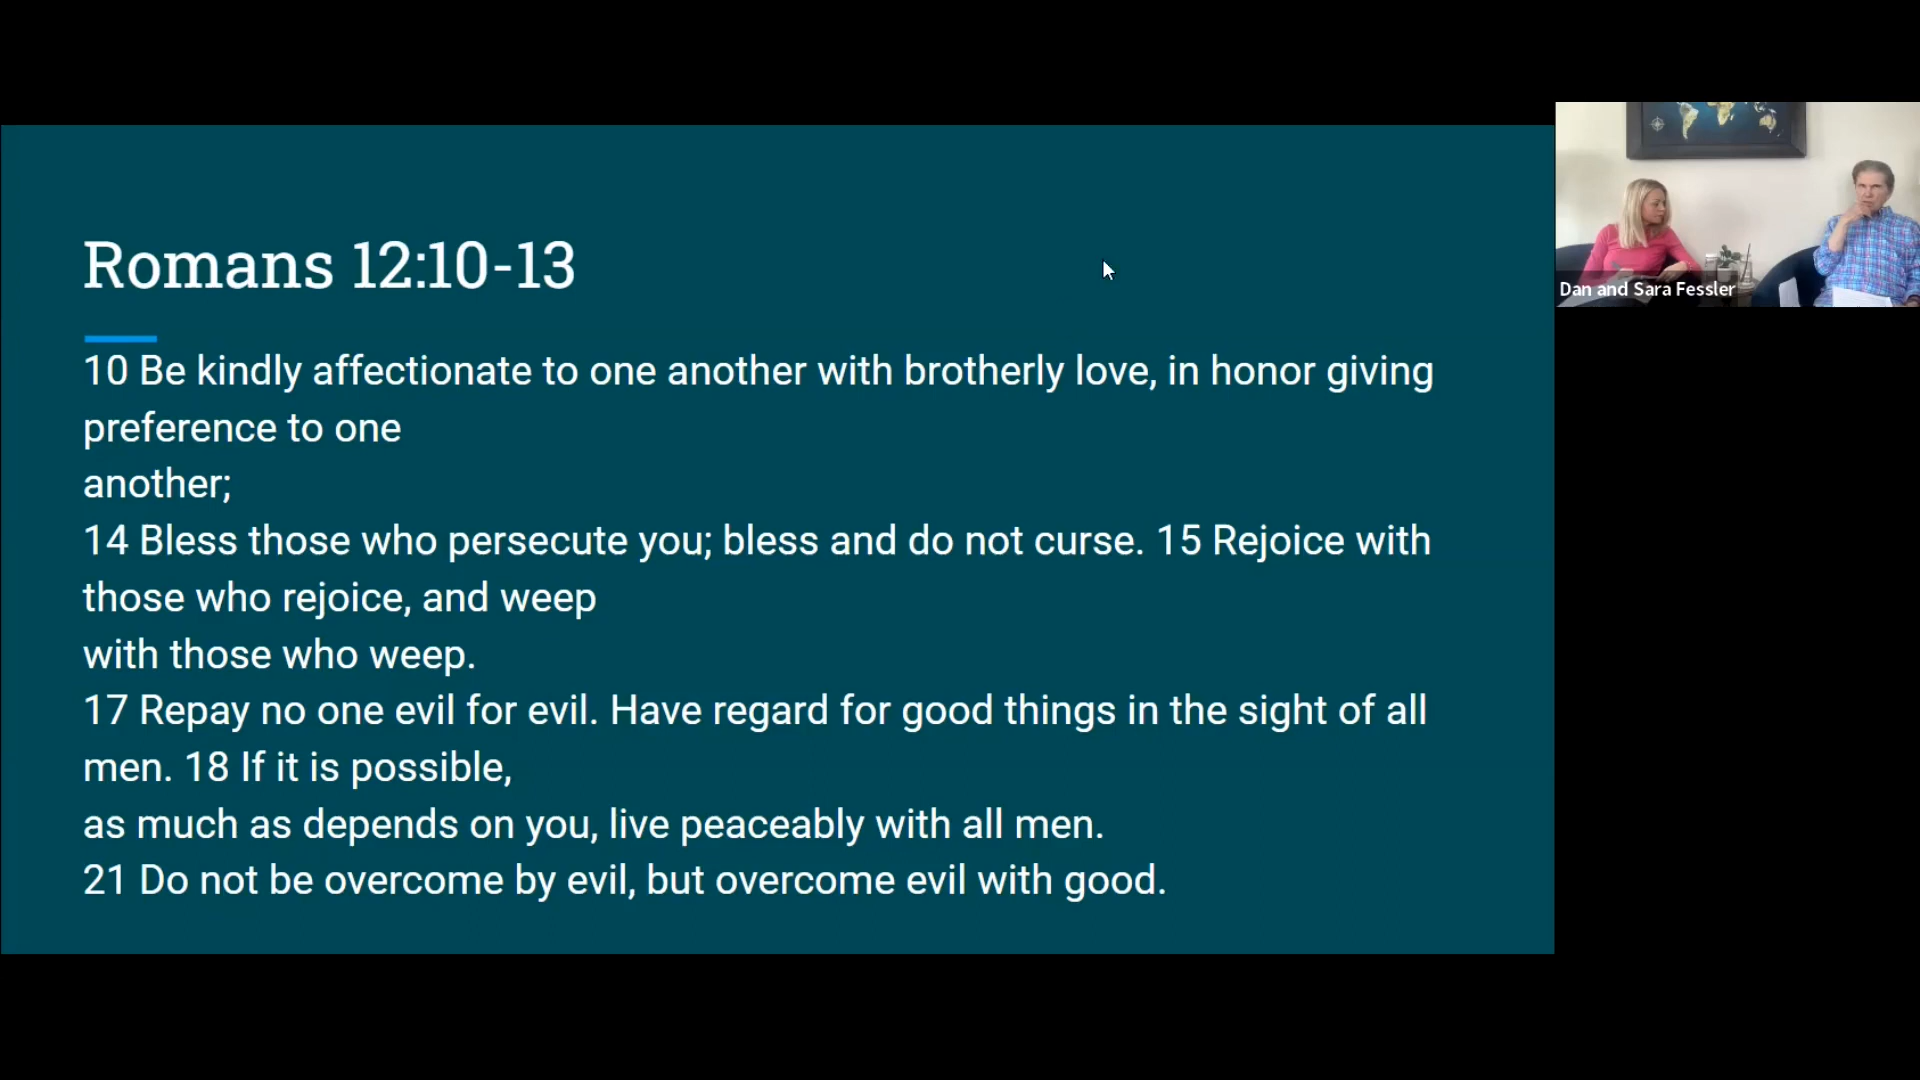 Romans 12:10-13
10 Be kindly affectionate to one another with brotherly love, in honor giving
preference to one
another;
14 Bless those who persecute you; bless and do not curse. 15 Rejoice with
those who rejoice, and weep
with those who weep.
17 Repay no one evil for evil. Have regard for good things in the sight of all
men. 18 If it is possible,
as much as depends on you, live peaceably with all men.
21 Do not be overcome by evil, but overcome evil with good.
Dan and Sara Fessler